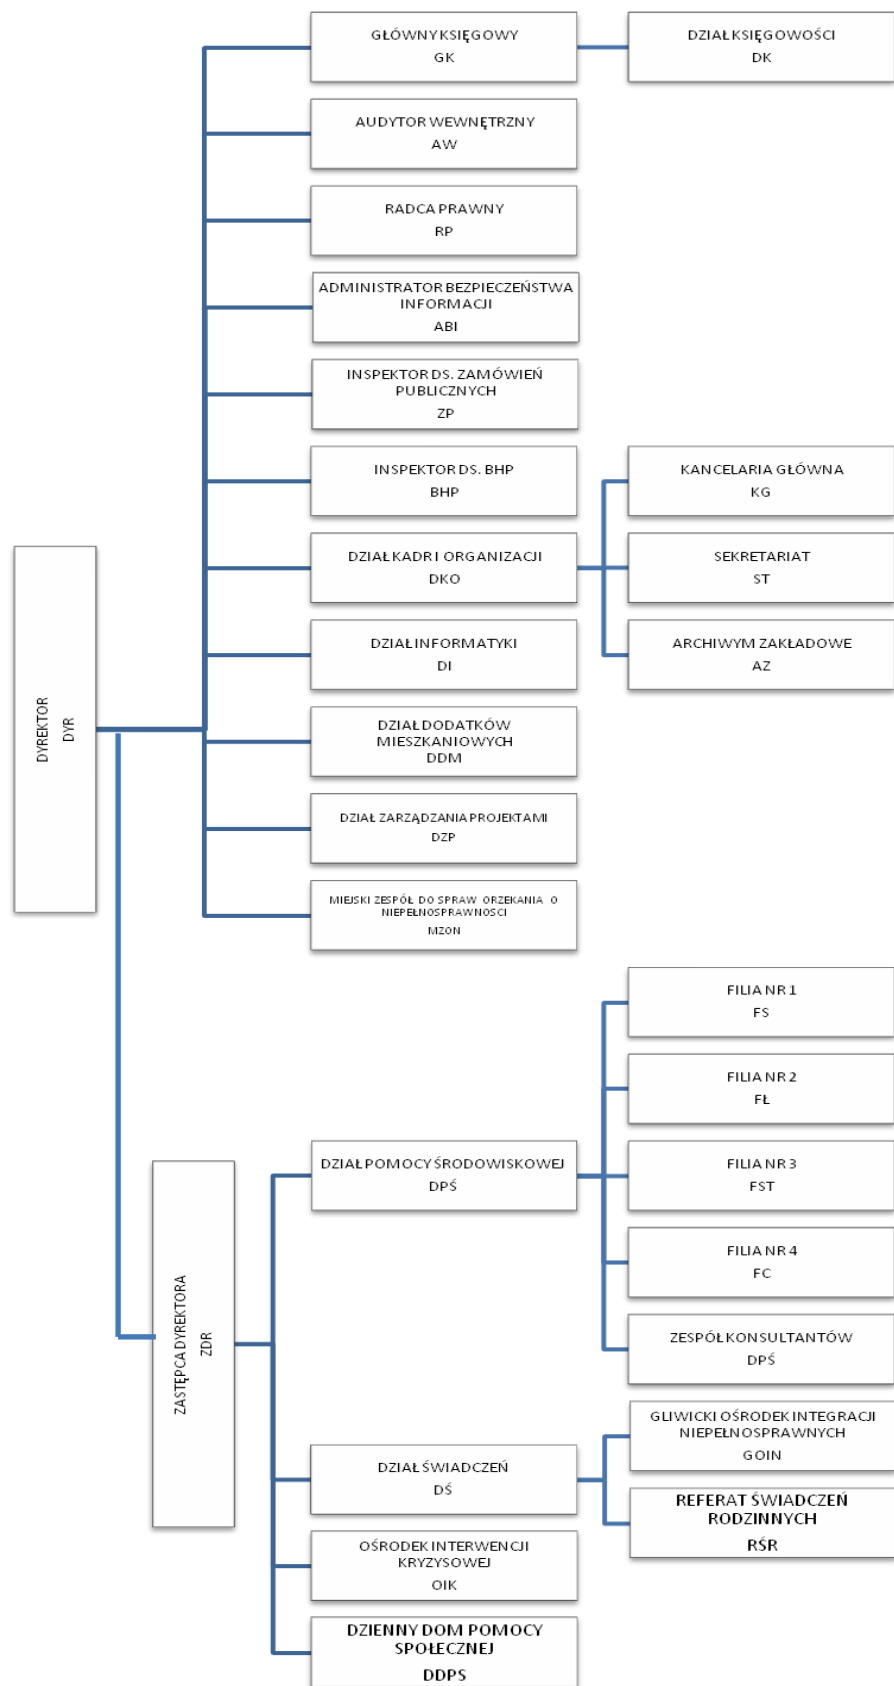 GŁÓWNY KSIĘGOWY
GK
DZIAŁ KSIĘGOWOŚCI
DK
AUDYTOR WEWNĘTRZNY
AW
RADCA PRAWNY
RP
ADMINISTRATOR BEZPIECZEŃSTWA
INFORMACJI
ABI
INSPEKTOR DS. ZAMÓWIEŃ
PUBLICZNYCH
ZP
INSPEKTOR DS. BHP
BHP
KANCELARIA GŁÓWNA
KG
DZIAŁ KADR I ORGANIZACJI
DKO
SEKRETARIAT
ST
DZIAŁ INFORMATYKI
DI
ARCHIWYM ZAKŁADOWE
AZ
DYREKTOR
DYR
DZIAŁ DODATKÓW
MIESZKANIOWYCH
DDM
DZIAŁ ZARZĄDZANIA PROJEKTAMI
DZP
MIEJSKI ZESPÓŁ DO SPRAW ORZEKANIA O
NIEPEŁNOSPRAWNOSCI
MZON
FILIA NR 1
FS
FILIA NR 2
FŁ
DZIAŁ POMOCY ŚRODOWISKOWEJ
DPŚ
FILIA NR 3
FST
FILIA NR 4
FC
ZASTĘPCA DYREKTORA
ZDR
ZESPÓŁ KONSULTANTÓW
DPŚ
GLIWICKI OŚRODEK INTEGRACJI
NIEPEŁNOSPRAWNYCH
GOIN
DZIAŁ ŚWIADCZEŃ
DŚ
REFERAT ŚWIADCZEŃ
RODZINNYCH
RŚR
OŚRODEK INTERWENCJI
KRYZYSOWEJ
OIK
DZIENNY DOM POMOCY
SPOŁECZNEJ
DDPS